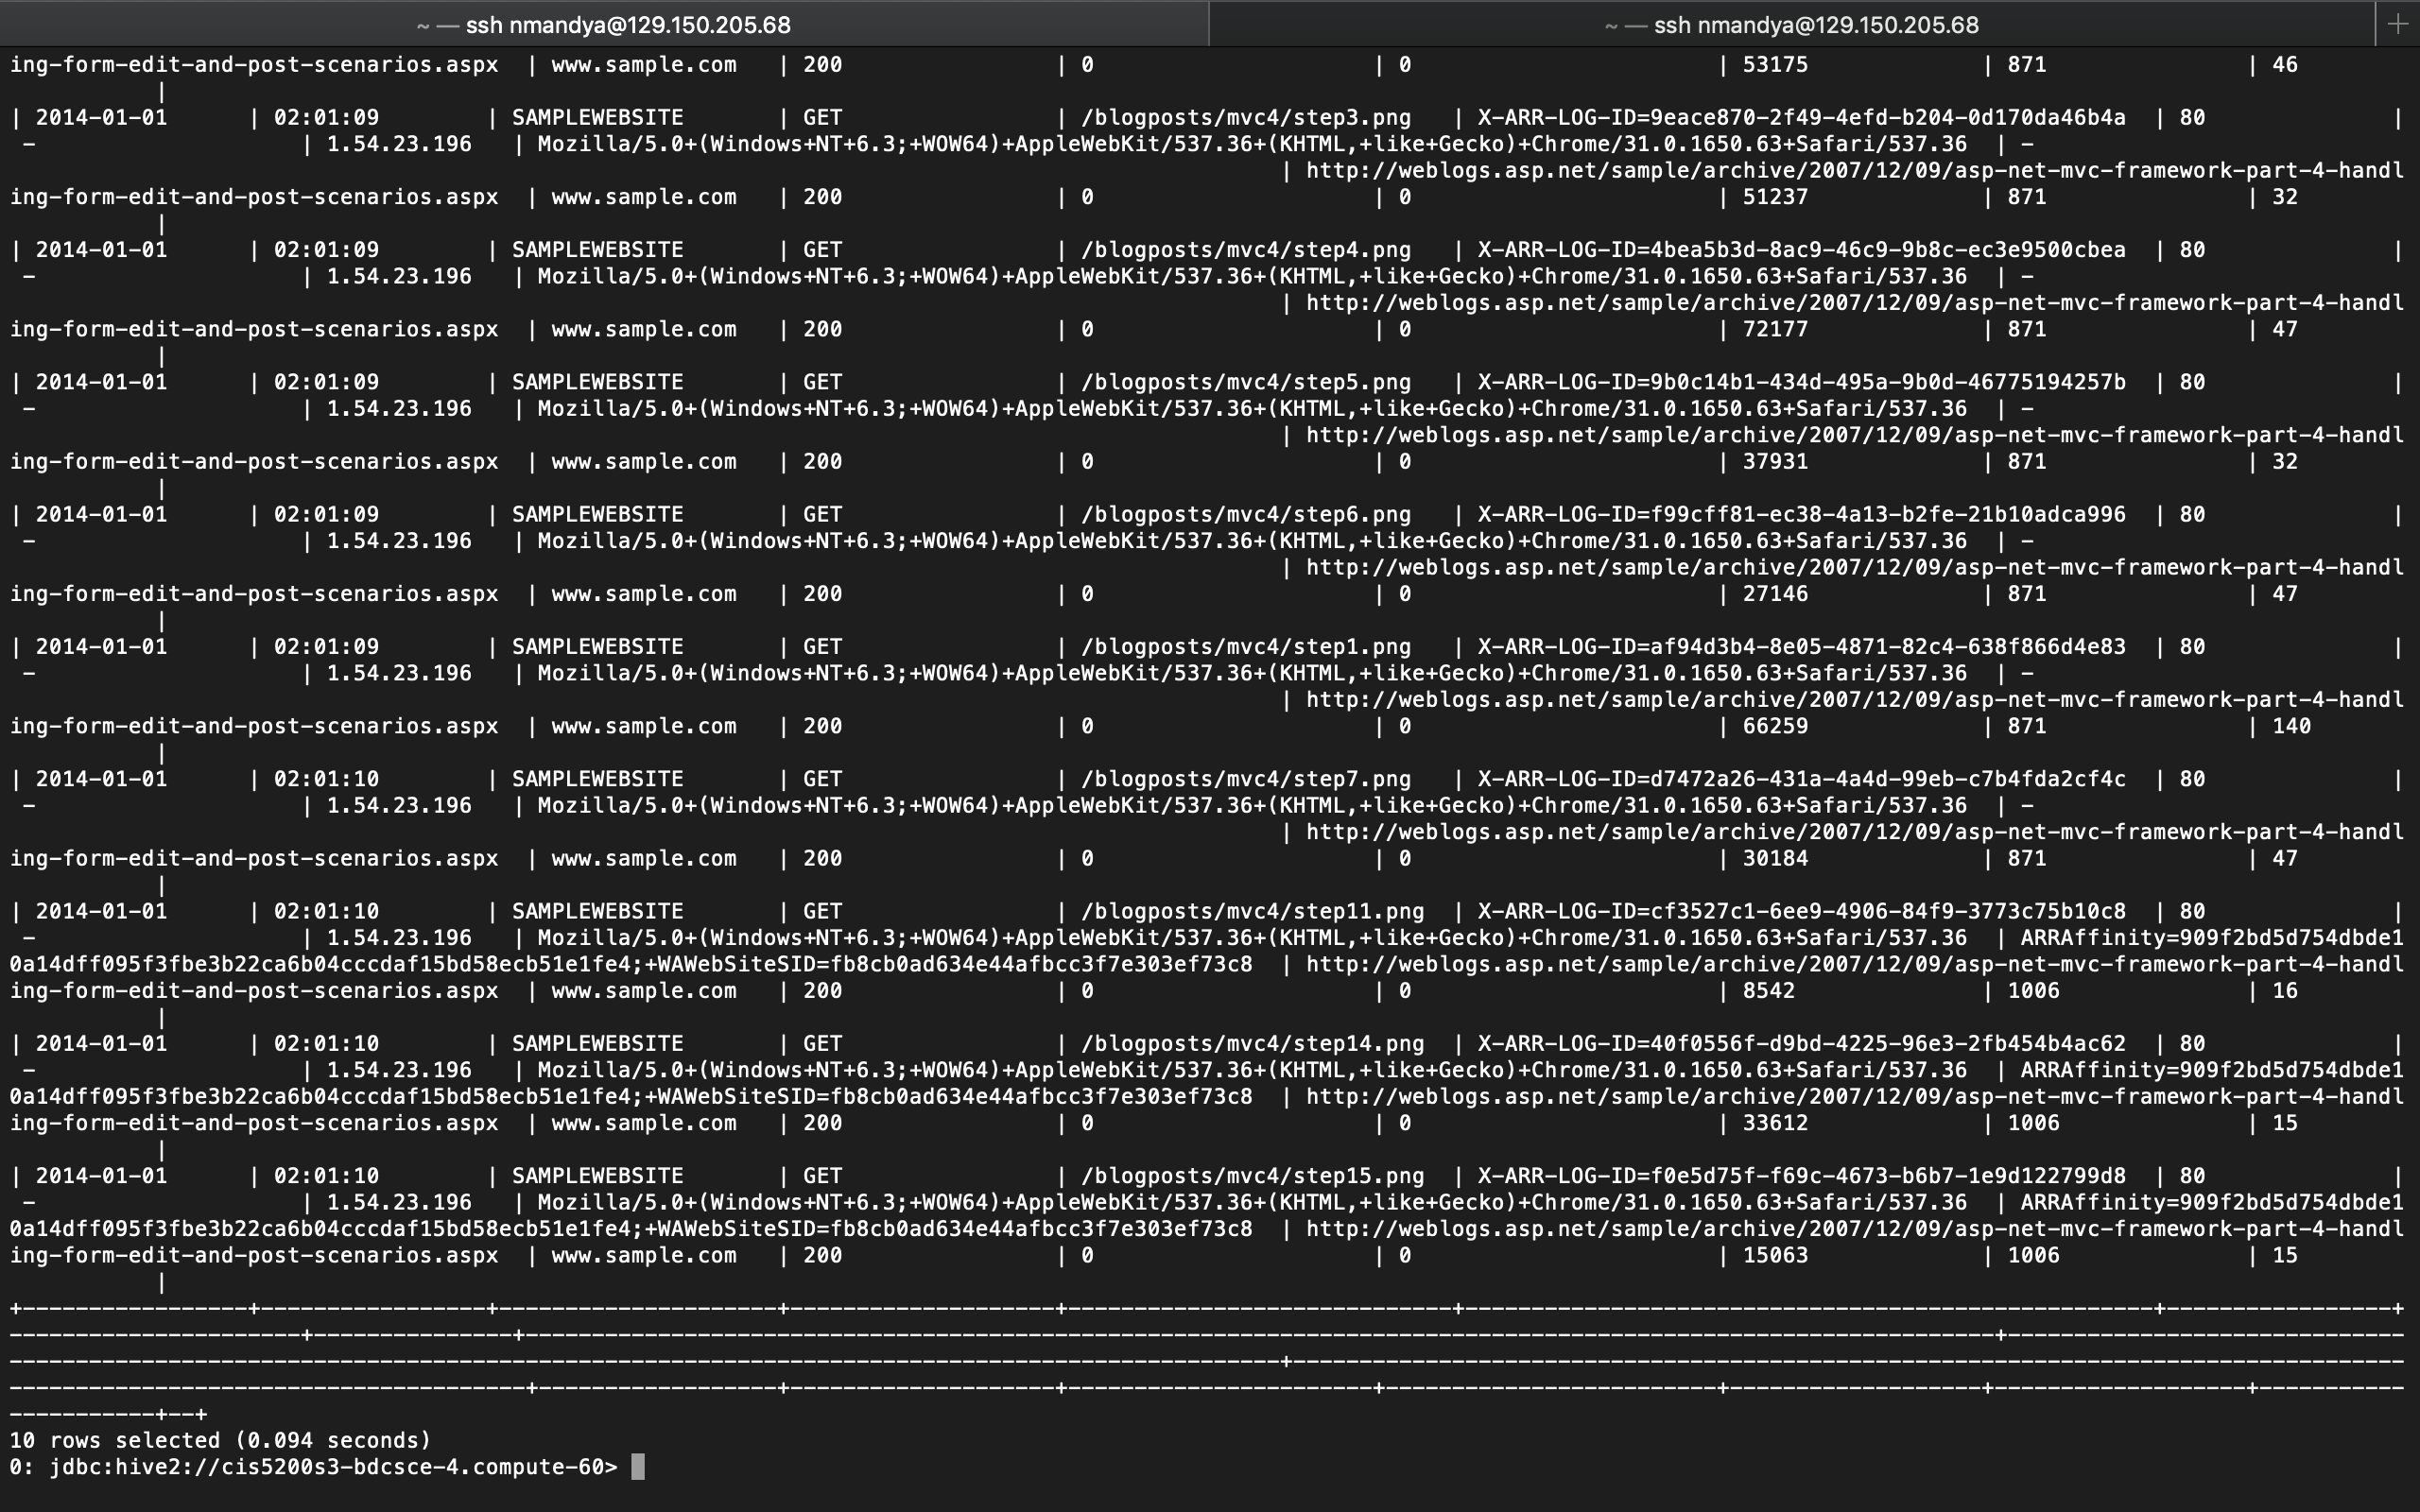 ~ — ssh nmandya@129.150.205.68 ~ — ssh nmandya@129.150.205.68 +
ing-form-edit-and-post-scenarios.aspx | www.sample.com | 200 | 0 | 0 | 53175 | 871 | 46
|
| 2014-01-01 | 02:01:09 | SAMPLEWEBSITE | GET | /blogposts/mvc4/step3.png | X-ARR-LOG-ID=9eace870-2f49-4efd-b204-0d170da46b4a | 80 |
- | 1.54.23.196 | Mozilla/5.0+(Windows+NT+6.3;+WOW64)+AppleWebKit/537.36+(KHTML,+like+Gecko)+Chrome/31.0.1650.63+Safari/537.36 | -
| http://weblogs.asp.net/sample/archive/2007/12/09/asp-net-mvc-framework-part-4-handl
ing-form-edit-and-post-scenarios.aspx | www.sample.com | 200 | 0 | 0 | 51237 | 871 | 32
|
| 2014-01-01 | 02:01:09 | SAMPLEWEBSITE | GET | /blogposts/mvc4/step4.png | X-ARR-LOG-ID=4bea5b3d-8ac9-46c9-9b8c-ec3e9500cbea | 80 |
- | 1.54.23.196 | Mozilla/5.0+(Windows+NT+6.3;+WOW64)+AppleWebKit/537.36+(KHTML,+like+Gecko)+Chrome/31.0.1650.63+Safari/537.36 | -
| http://weblogs.asp.net/sample/archive/2007/12/09/asp-net-mvc-framework-part-4-handl
ing-form-edit-and-post-scenarios.aspx | www.sample.com | 200 | 0 | 0 | 72177 | 871 | 47
|
| 2014-01-01 | 02:01:09 | SAMPLEWEBSITE | GET | /blogposts/mvc4/step5.png | X-ARR-LOG-ID=9b0c14b1-434d-495a-9b0d-46775194257b | 80 |
- | 1.54.23.196 | Mozilla/5.0+(Windows+NT+6.3;+WOW64)+AppleWebKit/537.36+(KHTML,+like+Gecko)+Chrome/31.0.1650.63+Safari/537.36 | -
| http://weblogs.asp.net/sample/archive/2007/12/09/asp-net-mvc-framework-part-4-handl
ing-form-edit-and-post-scenarios.aspx | www.sample.com | 200 | 0 | 0 | 37931 | 871 | 32
|
| 2014-01-01 | 02:01:09 | SAMPLEWEBSITE | GET | /blogposts/mvc4/step6.png | X-ARR-LOG-ID=f99cff81-ec38-4a13-b2fe-21b10adca996 | 80 |
- | 1.54.23.196 | Mozilla/5.0+(Windows+NT+6.3;+WOW64)+AppleWebKit/537.36+(KHTML,+like+Gecko)+Chrome/31.0.1650.63+Safari/537.36 | -
| http://weblogs.asp.net/sample/archive/2007/12/09/asp-net-mvc-framework-part-4-handl
ing-form-edit-and-post-scenarios.aspx | www.sample.com | 200 | 0 | 0 | 27146 | 871 | 47
|
| 2014-01-01 | 02:01:09 | SAMPLEWEBSITE | GET | /blogposts/mvc4/step1.png | X-ARR-LOG-ID=af94d3b4-8e05-4871-82c4-638f866d4e83 | 80 |
- | 1.54.23.196 | Mozilla/5.0+(Windows+NT+6.3;+WOW64)+AppleWebKit/537.36+(KHTML,+like+Gecko)+Chrome/31.0.1650.63+Safari/537.36 | -
| http://weblogs.asp.net/sample/archive/2007/12/09/asp-net-mvc-framework-part-4-handl
ing-form-edit-and-post-scenarios.aspx | www.sample.com | 200 | 0 | 0 | 66259 | 871 | 140
|
| 2014-01-01 | 02:01:10 | SAMPLEWEBSITE | GET | /blogposts/mvc4/step7.png | X-ARR-LOG-ID=d7472a26-431a-4a4d-99eb-c7b4fda2cf4c | 80 |
- | 1.54.23.196 | Mozilla/5.0+(Windows+NT+6.3;+WOW64)+AppleWebKit/537.36+(KHTML,+like+Gecko)+Chrome/31.0.1650.63+Safari/537.36 | -
| http://weblogs.asp.net/sample/archive/2007/12/09/asp-net-mvc-framework-part-4-handl
ing-form-edit-and-post-scenarios.aspx | www.sample.com | 200 | 0 | 0 | 30184 | 871 | 47
|
| 2014-01-01 | 02:01:10 | SAMPLEWEBSITE | GET | /blogposts/mvc4/step11.png | X-ARR-LOG-ID=cf3527c1-6ee9-4906-84f9-3773c75b10c8 | 80 |
- | 1.54.23.196 | Mozilla/5.0+(Windows+NT+6.3;+WOW64)+AppleWebKit/537.36+(KHTML,+like+Gecko)+Chrome/31.0.1650.63+Safari/537.36 | ARRAffinity=909f2bd5d754dbde1
0a14dff095f3fbe3b22ca6b04cccdaf15bd58ecb51e1fe4;+WAWebSiteSID=fb8cb0ad634e44afbcc3f7e303ef73c8 | http://weblogs.asp.net/sample/archive/2007/12/09/asp-net-mvc-framework-part-4-handl
ing-form-edit-and-post-scenarios.aspx | www.sample.com | 200 | 0 | 0 | 8542 | 1006 | 16
|
| 2014-01-01 | 02:01:10 | SAMPLEWEBSITE | GET | /blogposts/mvc4/step14.png | X-ARR-LOG-ID=40f0556f-d9bd-4225-96e3-2fb454b4ac62 | 80 |
- | 1.54.23.196 | Mozilla/5.0+(Windows+NT+6.3;+WOW64)+AppleWebKit/537.36+(KHTML,+like+Gecko)+Chrome/31.0.1650.63+Safari/537.36 | ARRAffinity=909f2bd5d754dbde1
0a14dff095f3fbe3b22ca6b04cccdaf15bd58ecb51e1fe4;+WAWebSiteSID=fb8cb0ad634e44afbcc3f7e303ef73c8 | http://weblogs.asp.net/sample/archive/2007/12/09/asp-net-mvc-framework-part-4-handl
ing-form-edit-and-post-scenarios.aspx | www.sample.com | 200 | 0 | 0 | 33612 | 1006 | 15
|
| 2014-01-01 | 02:01:10 | SAMPLEWEBSITE | GET | /blogposts/mvc4/step15.png | X-ARR-LOG-ID=f0e5d75f-f69c-4673-b6b7-1e9d122799d8 | 80 |
- | 1.54.23.196 | Mozilla/5.0+(Windows+NT+6.3;+WOW64)+AppleWebKit/537.36+(KHTML,+like+Gecko)+Chrome/31.0.1650.63+Safari/537.36 | ARRAffinity=909f2bd5d754dbde1
0a14dff095f3fbe3b22ca6b04cccdaf15bd58ecb51e1fe4;+WAWebSiteSID=fb8cb0ad634e44afbcc3f7e303ef73c8 | http://weblogs.asp.net/sample/archive/2007/12/09/asp-net-mvc-framework-part-4-handl
ing-form-edit-and-post-scenarios.aspx | www.sample.com | 200 | 0 | 0 | 15063 | 1006 | 15
|
10 rows selected (0.094 seconds)
0: jdbc:hive2://cis5200s3-bdcsce-4.compute-60>